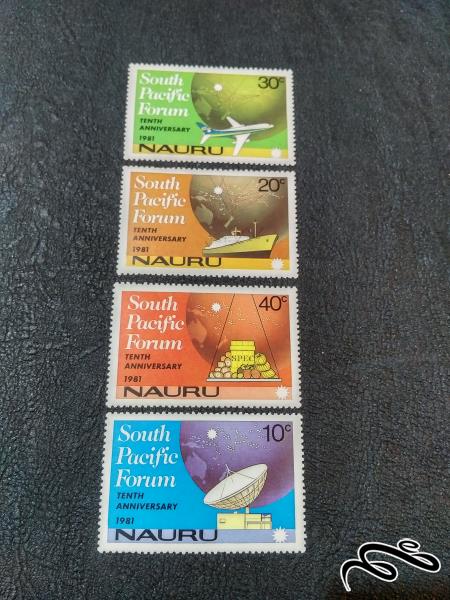 South
Pacific
Forum
TENTH
ANNIVERSARY
1981
30c
NAURU
South
Pacific
Forum
TENTH
ANNIVERSARY
1981
20c
NAURU
South
Pacific
Forum
TENTH
ANNIVERSARY
1981
40c
SPEC
NAURU
South
Pacific
Forum
TENTH
ANNIVERSARY
1981
10c
NAURU